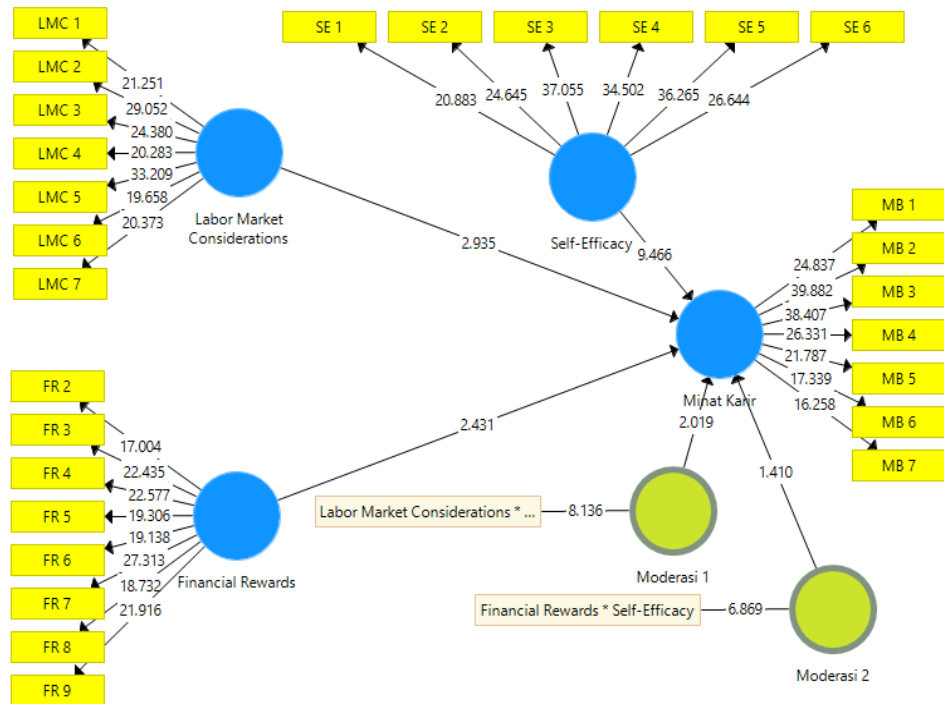 LMC 1
LMC 2
LMC 3
LMC 4
LMC 5
LMC 6
LMC 7
21.251
29.052
24.380
20.283
33.209
19.658
20.373
Labor Market
Considerations
SE 1
SE 2
SE 3
SE 4
SE 5
SE 6
20.883
24.645
37.055
34.502
36.265
26.644
Self-Efficacy
2.935
9.466
MB 1
MB 2
MB 3
MB 4
MB 5
MB 6
MB 7
24.837
39.882
38.407
26.331
21.787
17.339
16.258
Minat Karir
FR 2
FR 3
FR 4
FR 5
FR 6
FR 7
FR 8
FR 9
17.004
22.435
22.577
19.306
19.138
27.313
18.732
21.916
Financial Rewards
2.431
2.019
1.410
Labor Market Considerations * ...
8.136
Moderasi 1
Financial Rewards * Self-Efficacy
6.869
Moderasi 2